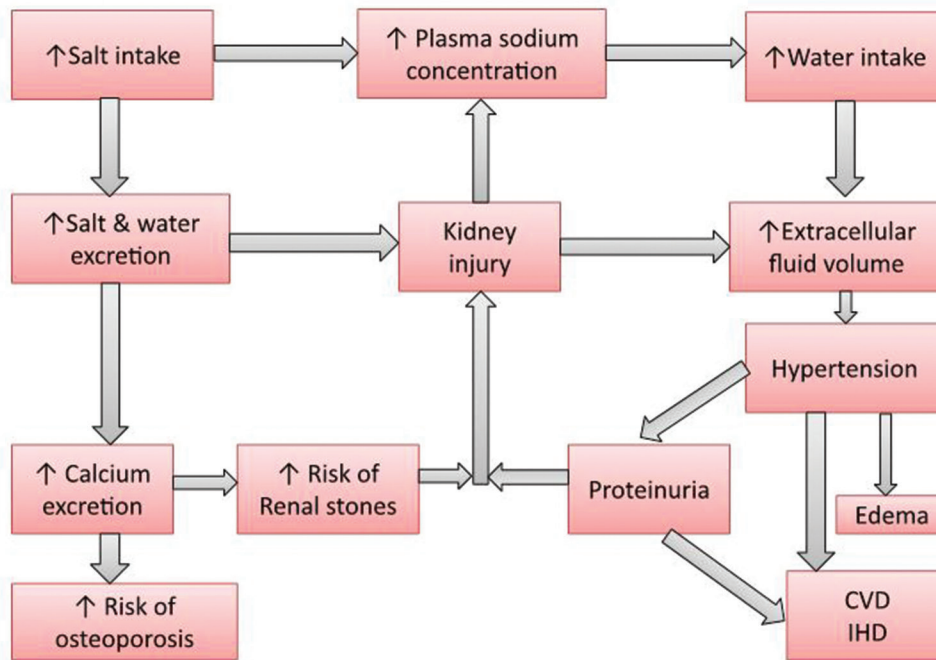 ↑Salt intake
↑ Plasma sodium
concentration
↑Water intake
↑Salt & water
excretion
Kidney
injury
↑Extracellular
fluid volume
Hypertension
↑ Calcium
excretion
↑ Risk of
Renal stones
Proteinuria
Edema
↑ Risk of
osteoporosis
CVD
IHD